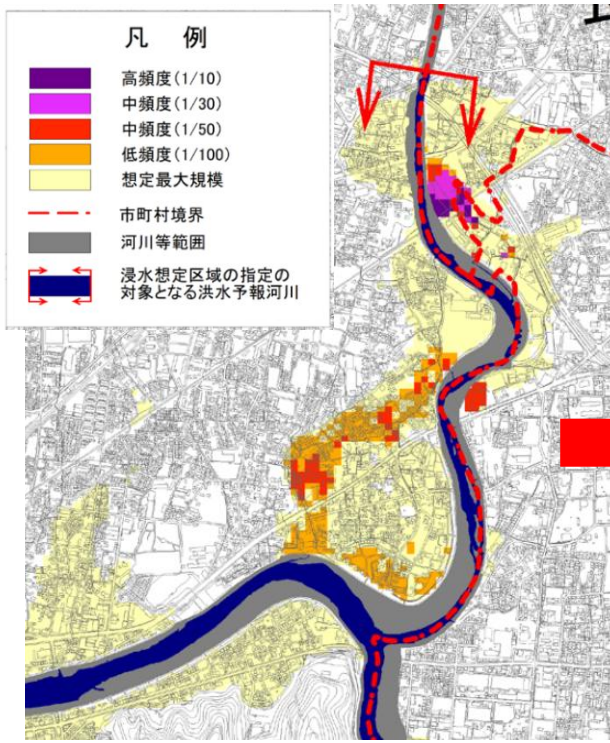 凡　例
高頻度(1/10)
中頻度(1/30)
中頻度(1/50)
低頻度(1/100)
想定最大規模
市町村境界
河川等範囲
浸水想定区域の指定の
対象となる洪水予報河川